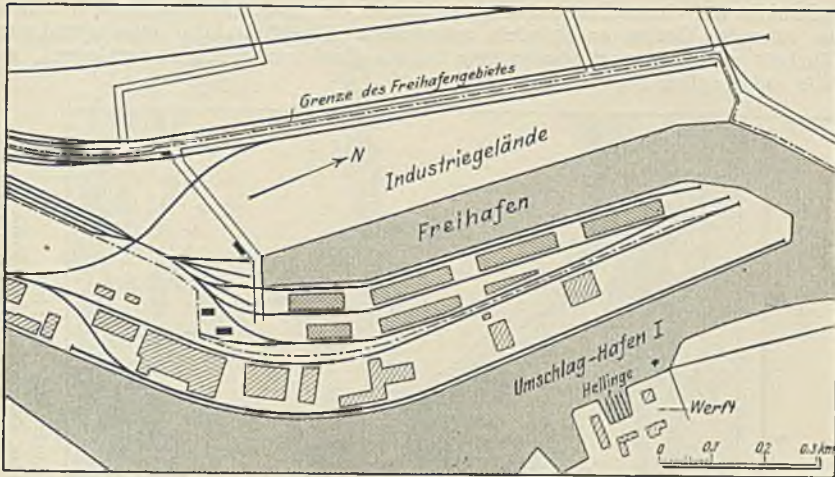 Grenze des Freihafengebietes
N
Industriegelände
Freihafen
Umschlag-Hafen I
Hellinge
Werft
0 0,1 0,2 0,3 km